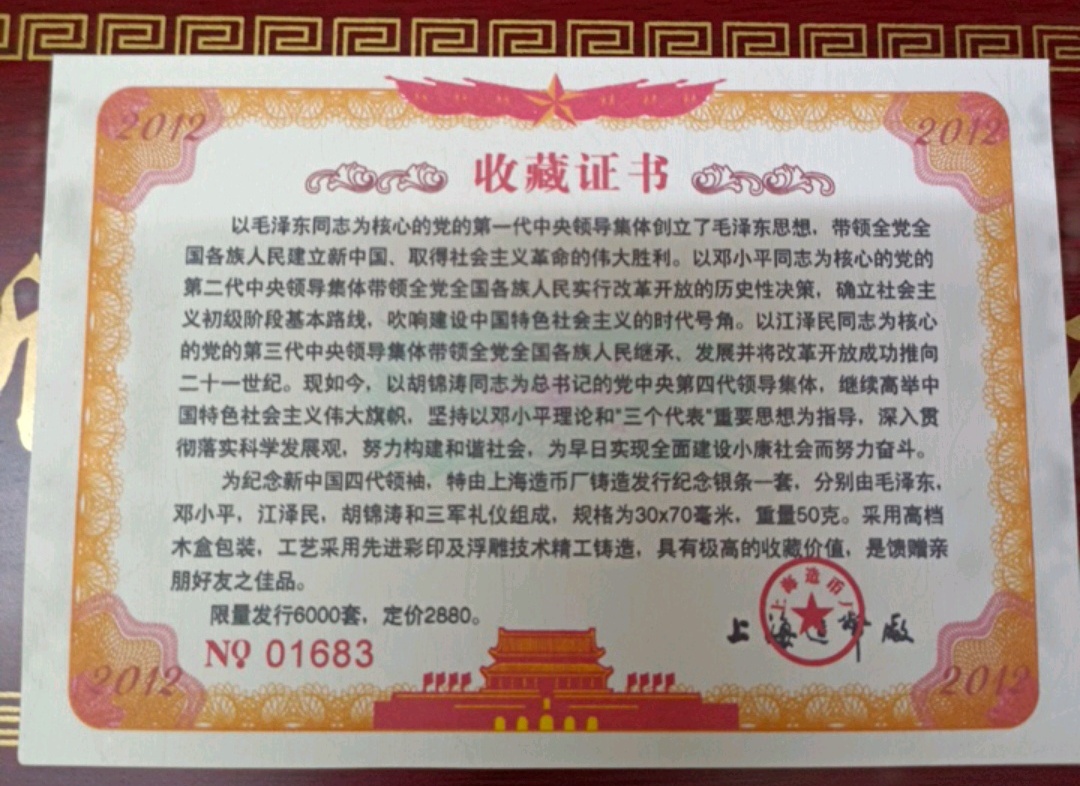 2012
2012
收藏证书
以毛泽东同志为核心的党的第一代中央领导集体创立了毛泽东思想，带领全党全
国各族人民建立新中国、取得社会主义革命的伟大胜利。以邓小平同志为核心的党的
第二代中央领导集体带领全党全国各族人民实行改革开放的历史性决策，确立社会主
义初级阶段基本路线，吹响建设中国特色社会主义的时代号角。以江泽民同志为核心
的党的第三代中央领导集体带领全党全国各族人民继承、发展并将改革开放成功推向
二十一世纪。现如今，以胡锦涛同志为总书记的党中央第四代领导集体，继续高举中
国特色社会主义伟大旗帜，坚持以邓小平理论和"三个代表"重要思想为指导，深入贯
彻落实科学发展观，努力构建和谐社会，为早日实现全面建设小康社会而努力奋斗。
为纪念新中国四代领袖，特由上海造币厂铸造发行纪念银条一套，分别由毛泽东，
邓小平，江泽民，胡锦涛和三军礼仪组成，规格为30x70毫米，重量50克。采用高档
木盒包装，工艺采用先进彩印及浮雕技术精工铸造，具有极高的收藏价值，是馈赠亲
朋好友之佳品。
限量发行6000套，定价2880。
上海造币厂
上海造币廠
NO 01683
2012
2012